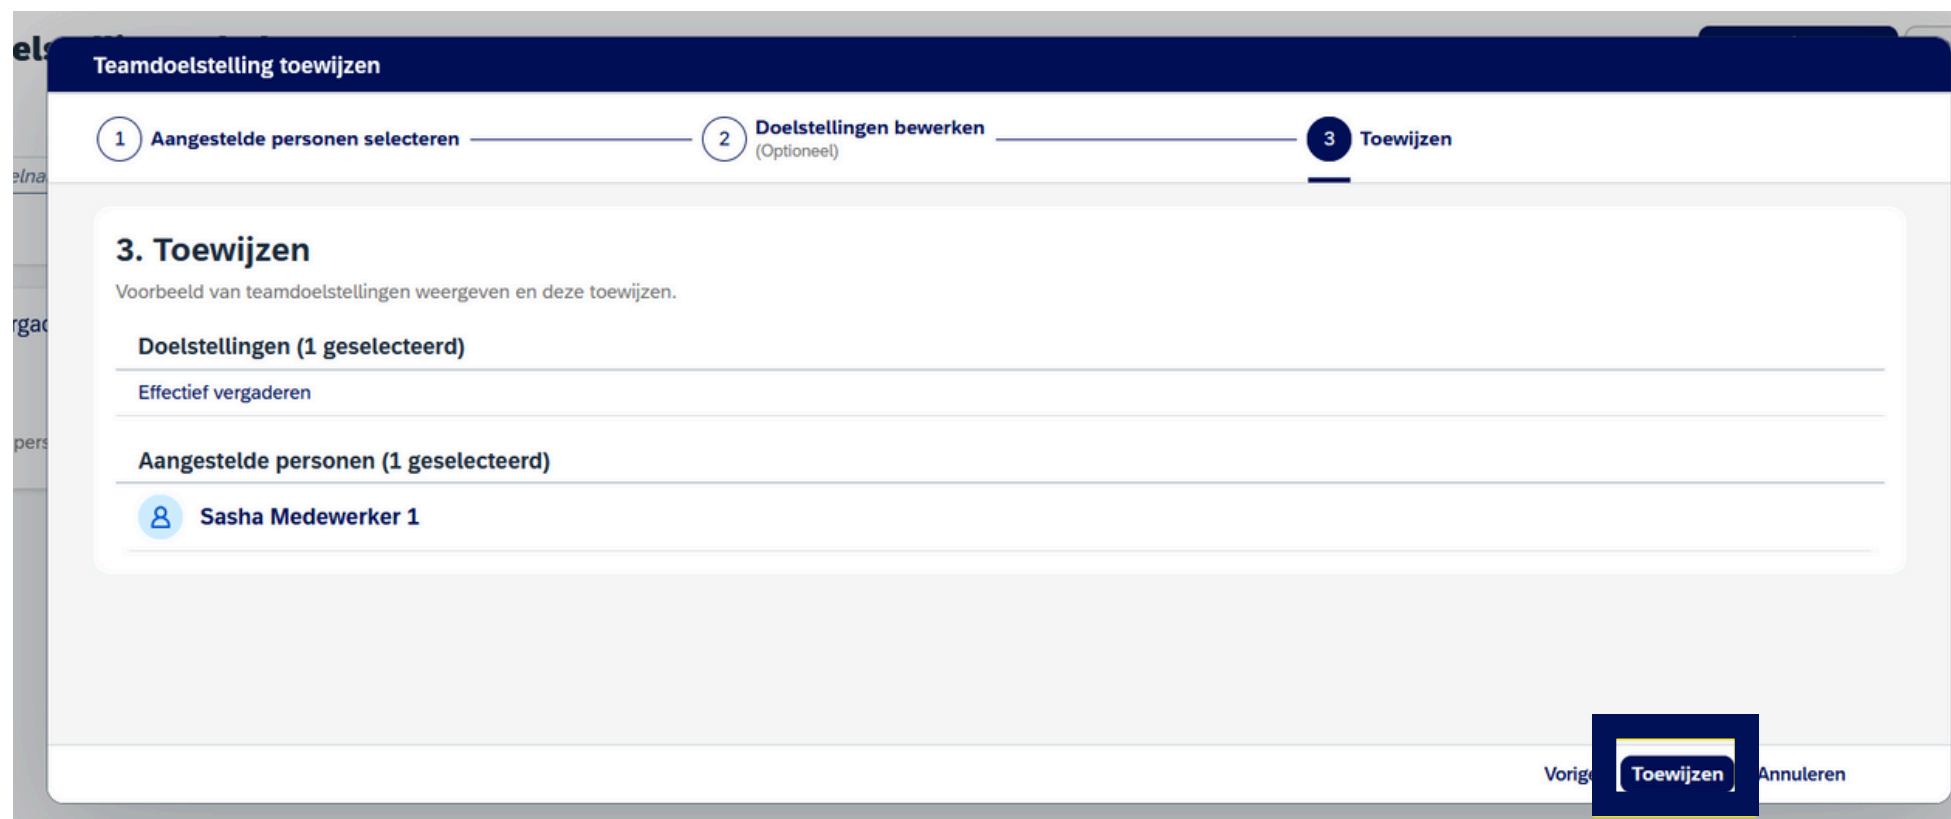 Teamdoelstelling toewijzen
1 Aangestelde personen selecteren
2 Doelstellingen bewerken
(Optioneel)
3 Toewijzen
3. Toewijzen
Voorbeeld van teamdoelstellingen weergeven en deze toewijzen.
Doelstellingen (1 geselecteerd)
Effectief vergaderen
Aangestelde personen (1 geselecteerd)
Sasha Medewerker 1
Vorige Toewijzen Annuleren